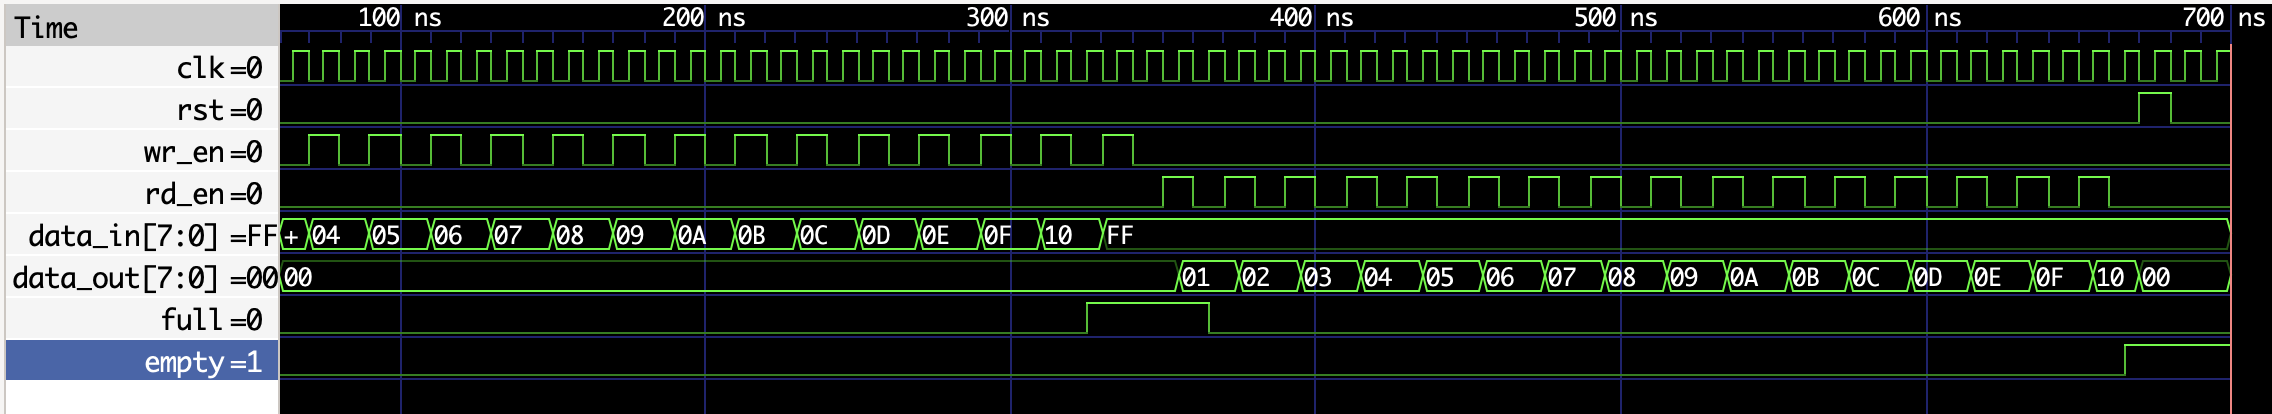 Time 100 ns 200 ns 300 ns 400 ns 500 ns 600 ns 700 ns
clk =0
rst =0
wr_en =0
rd_en =0
data_in[7:0] =FF + 04 05 06 07 08 09 0A 0B 0C 0D 0E 0F 10 FF
data_out[7:0] =00 00 01 02 03 04 05 06 07 08 09 0A 0B 0C 0D 0E 0F 10 00
full =0
empty =1